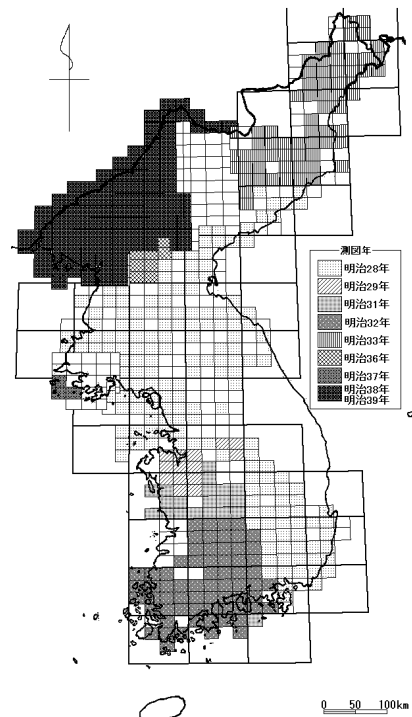 測図年
明治28年
明治29年
明治31年
明治32年
明治33年
明治36年
明治37年
明治38年
明治39年
0 50 100km